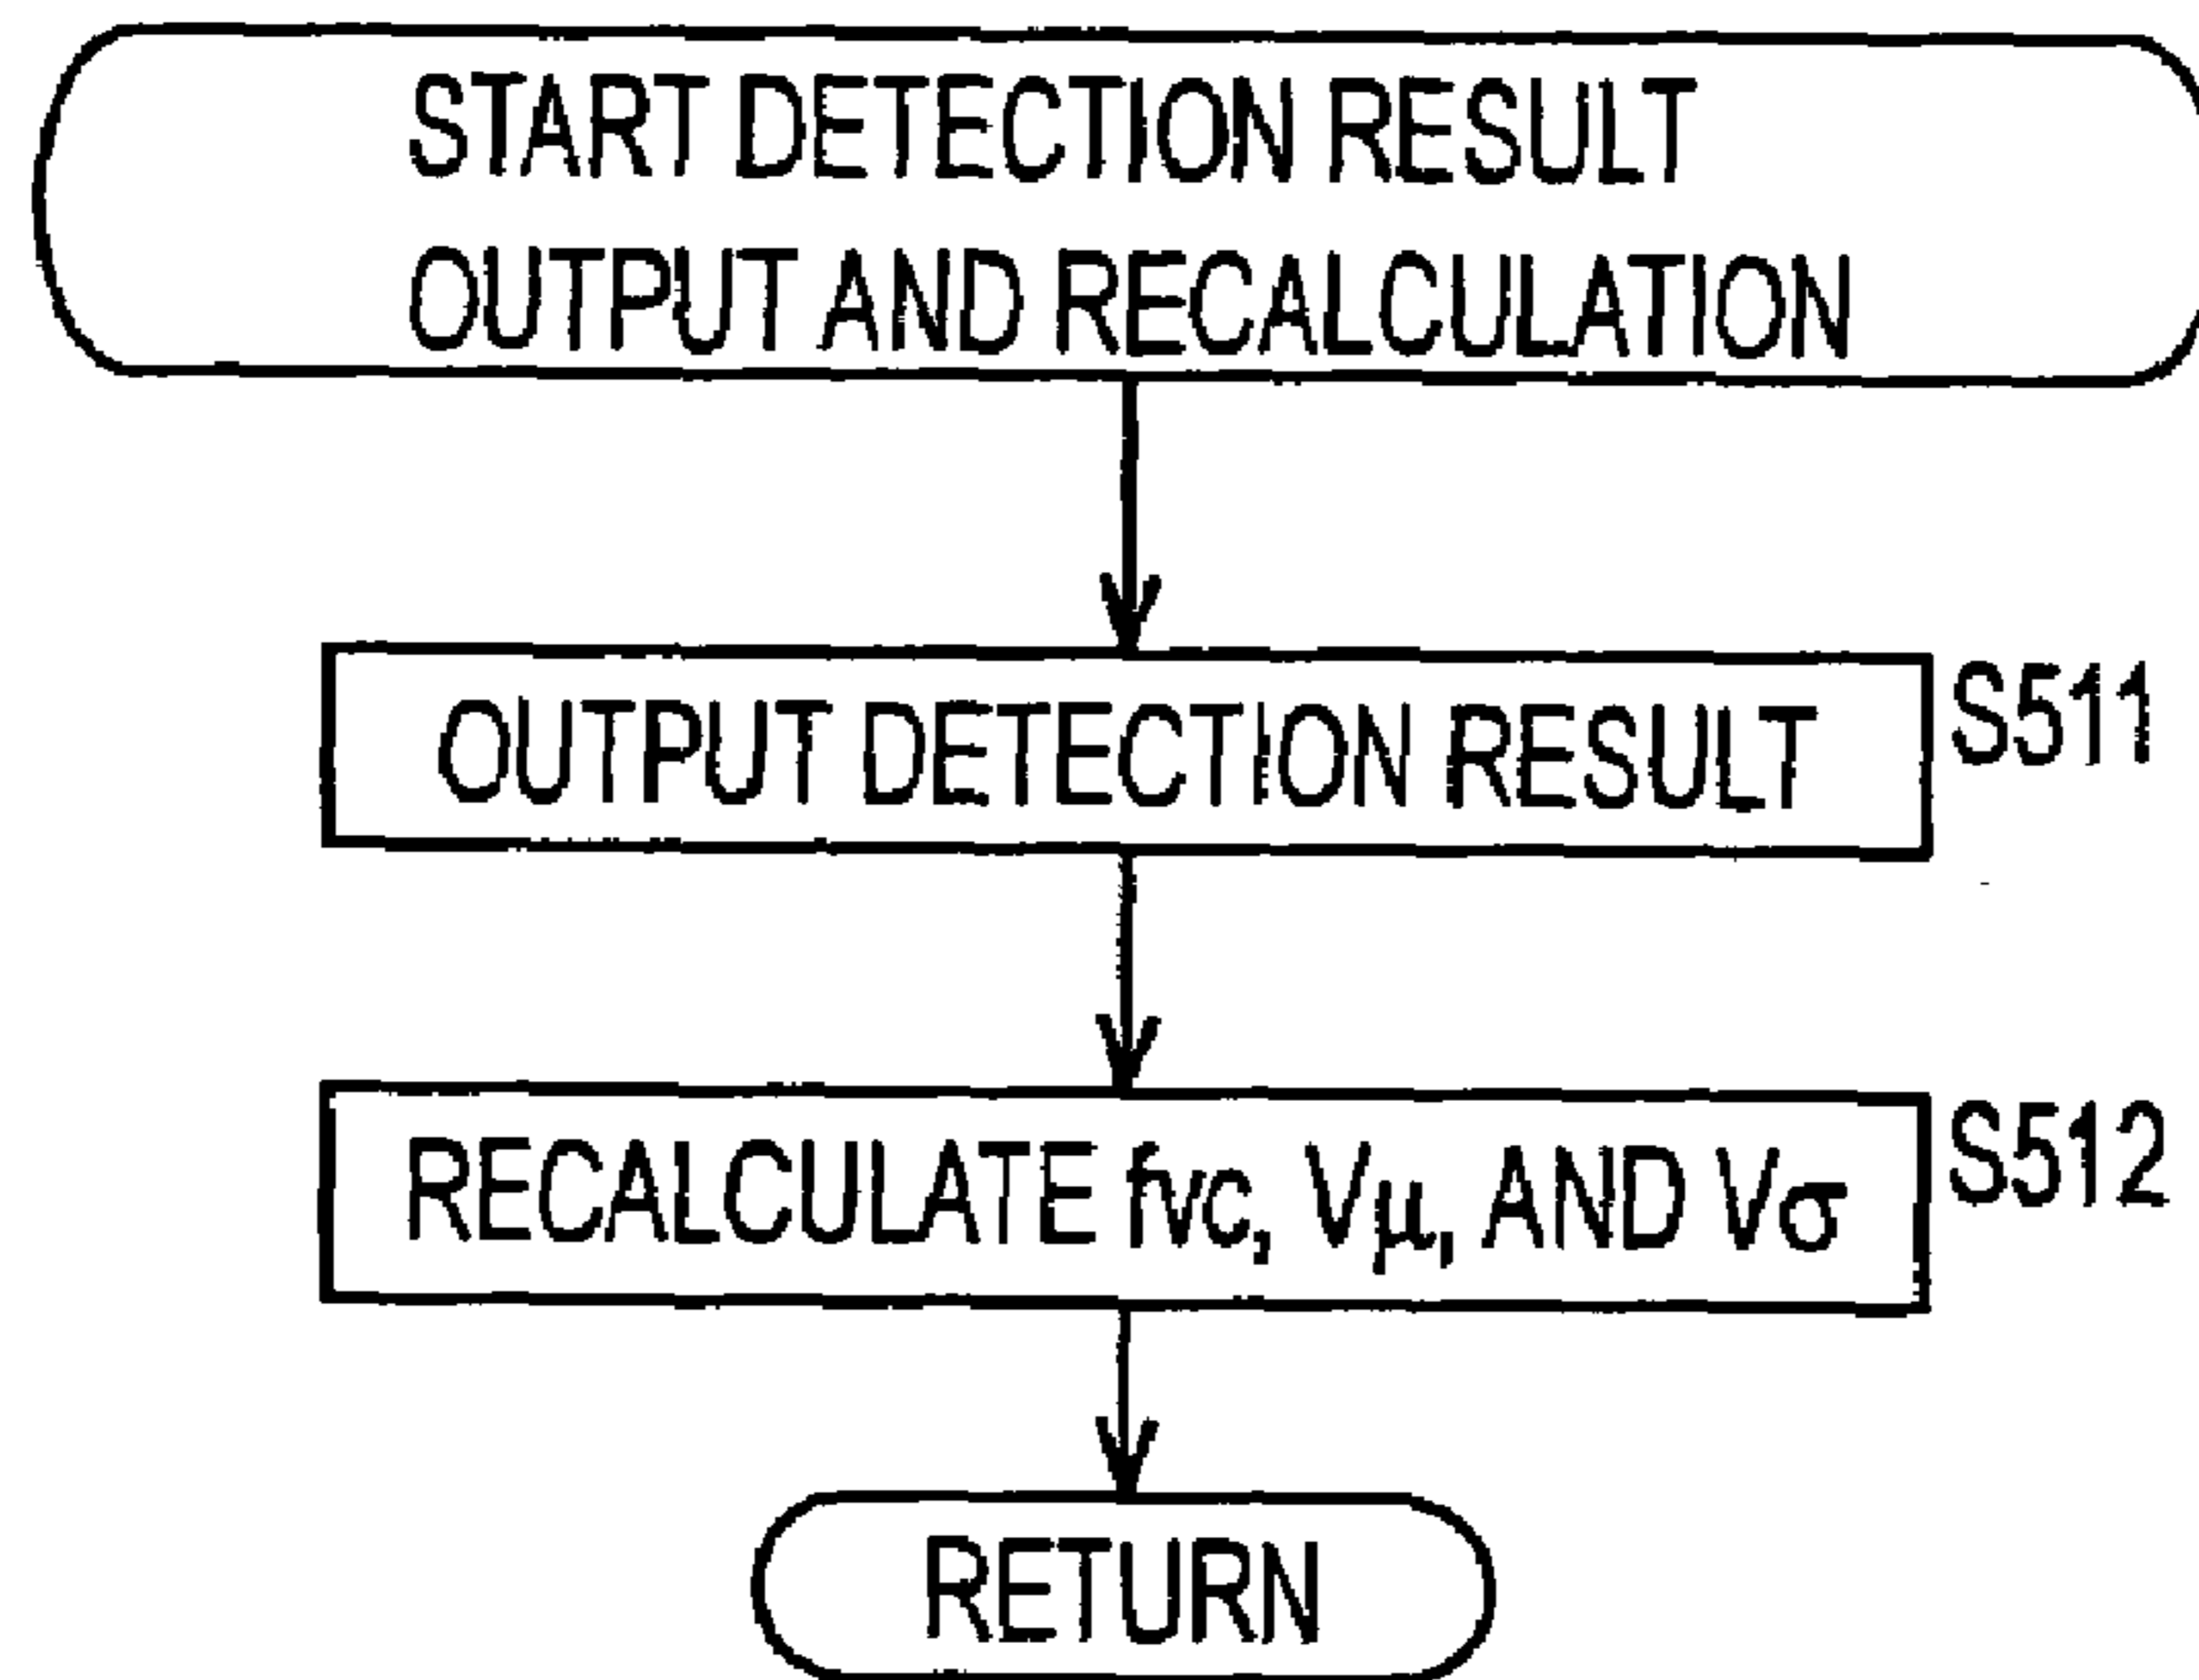 START DETECTION RESULT
OUTPUT AND RECALCULATION
OUTPUT DETECTION RESULT
S511
RECALCULATE fvc, Vμ, AND Vσ
S512
RETURN